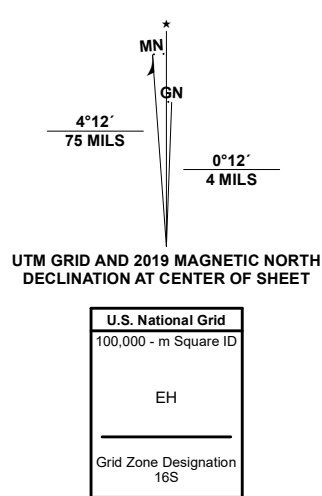 MN
GN
4°12´
75 MILS
0°12´
4 MILS
UTM GRID AND 2019 MAGNETIC NORTH
DECLINATION AT CENTER OF SHEET
U.S. National Grid
100,000 - m Square ID
EH
Grid Zone Designation
16S